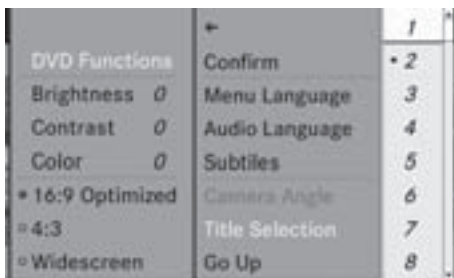 DVD Functions
Brightness 0
Contrast 0
Color 0
16:9 Optimized
4:3
Widescreen
←
Confirm
Menu Language
Audio Language
Subtiles
Camera Angle
Title Selection
Go Up
1
• 2
3
4
5
6
7
8